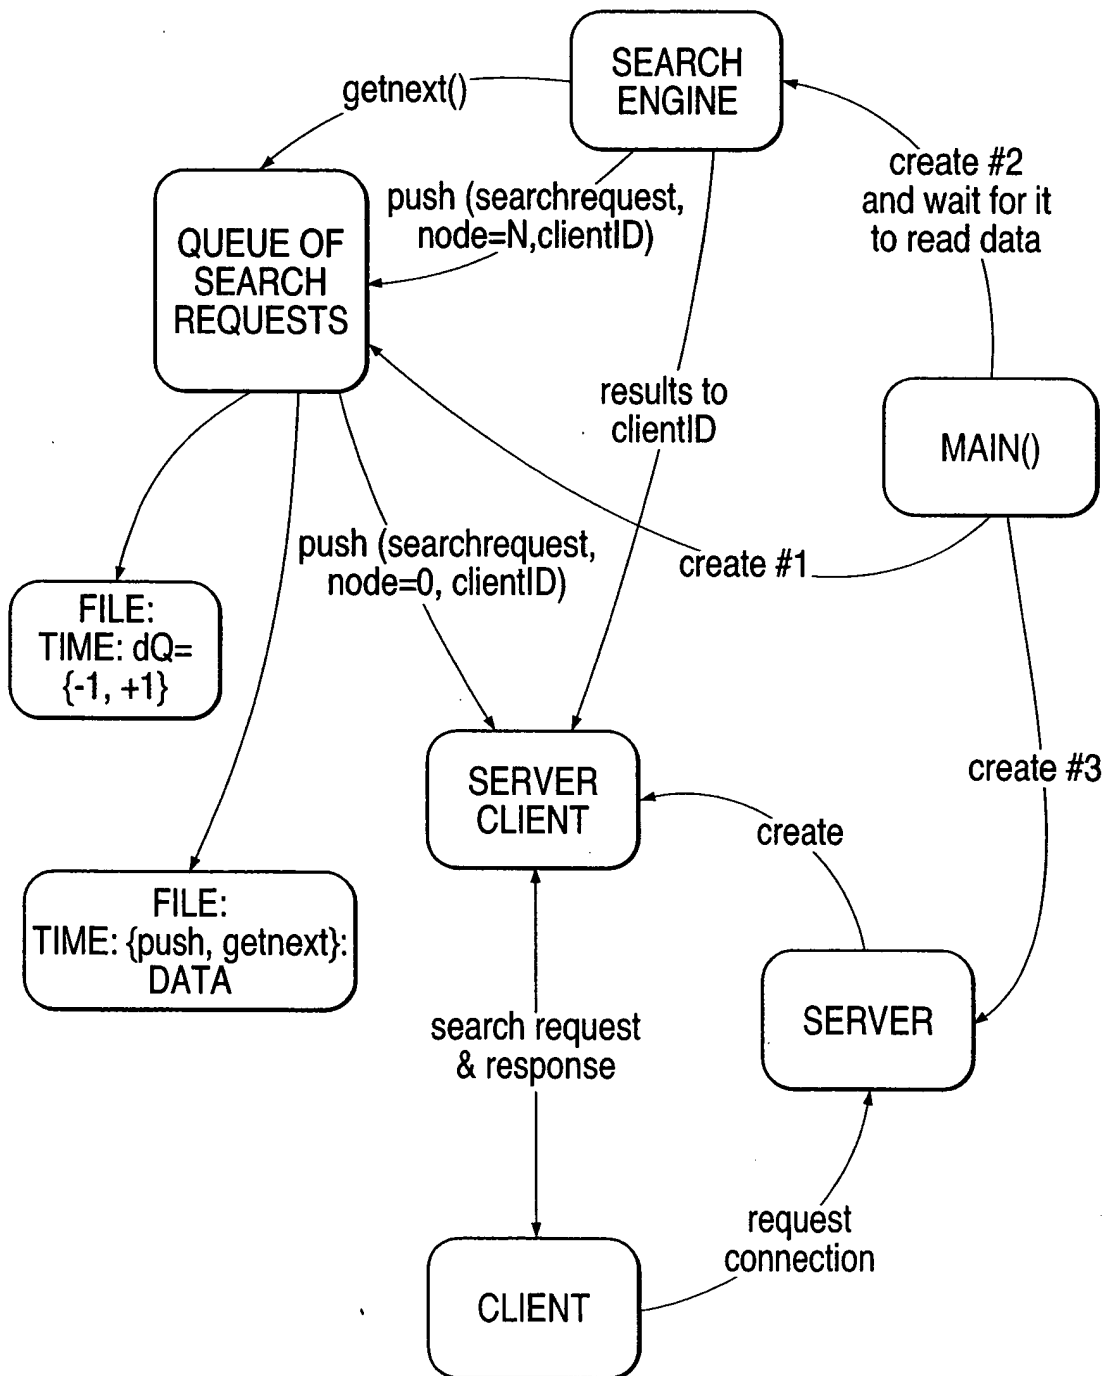 SEARCH
ENGINE
getnext()
create #2
and wait for it
to read data
push (searchrequest,
node=N,clientID)
QUEUE OF
SEARCH
REQUESTS
results to
clientID
MAIN()
push (searchrequest,
node=0, clientID)
create #1
FILE:
TIME: dQ=
{-1, +1}
create #3
SERVER
CLIENT
create
FILE:
TIME: {push, getnext}:
DATA
SERVER
search request
& response
request
connection
CLIENT